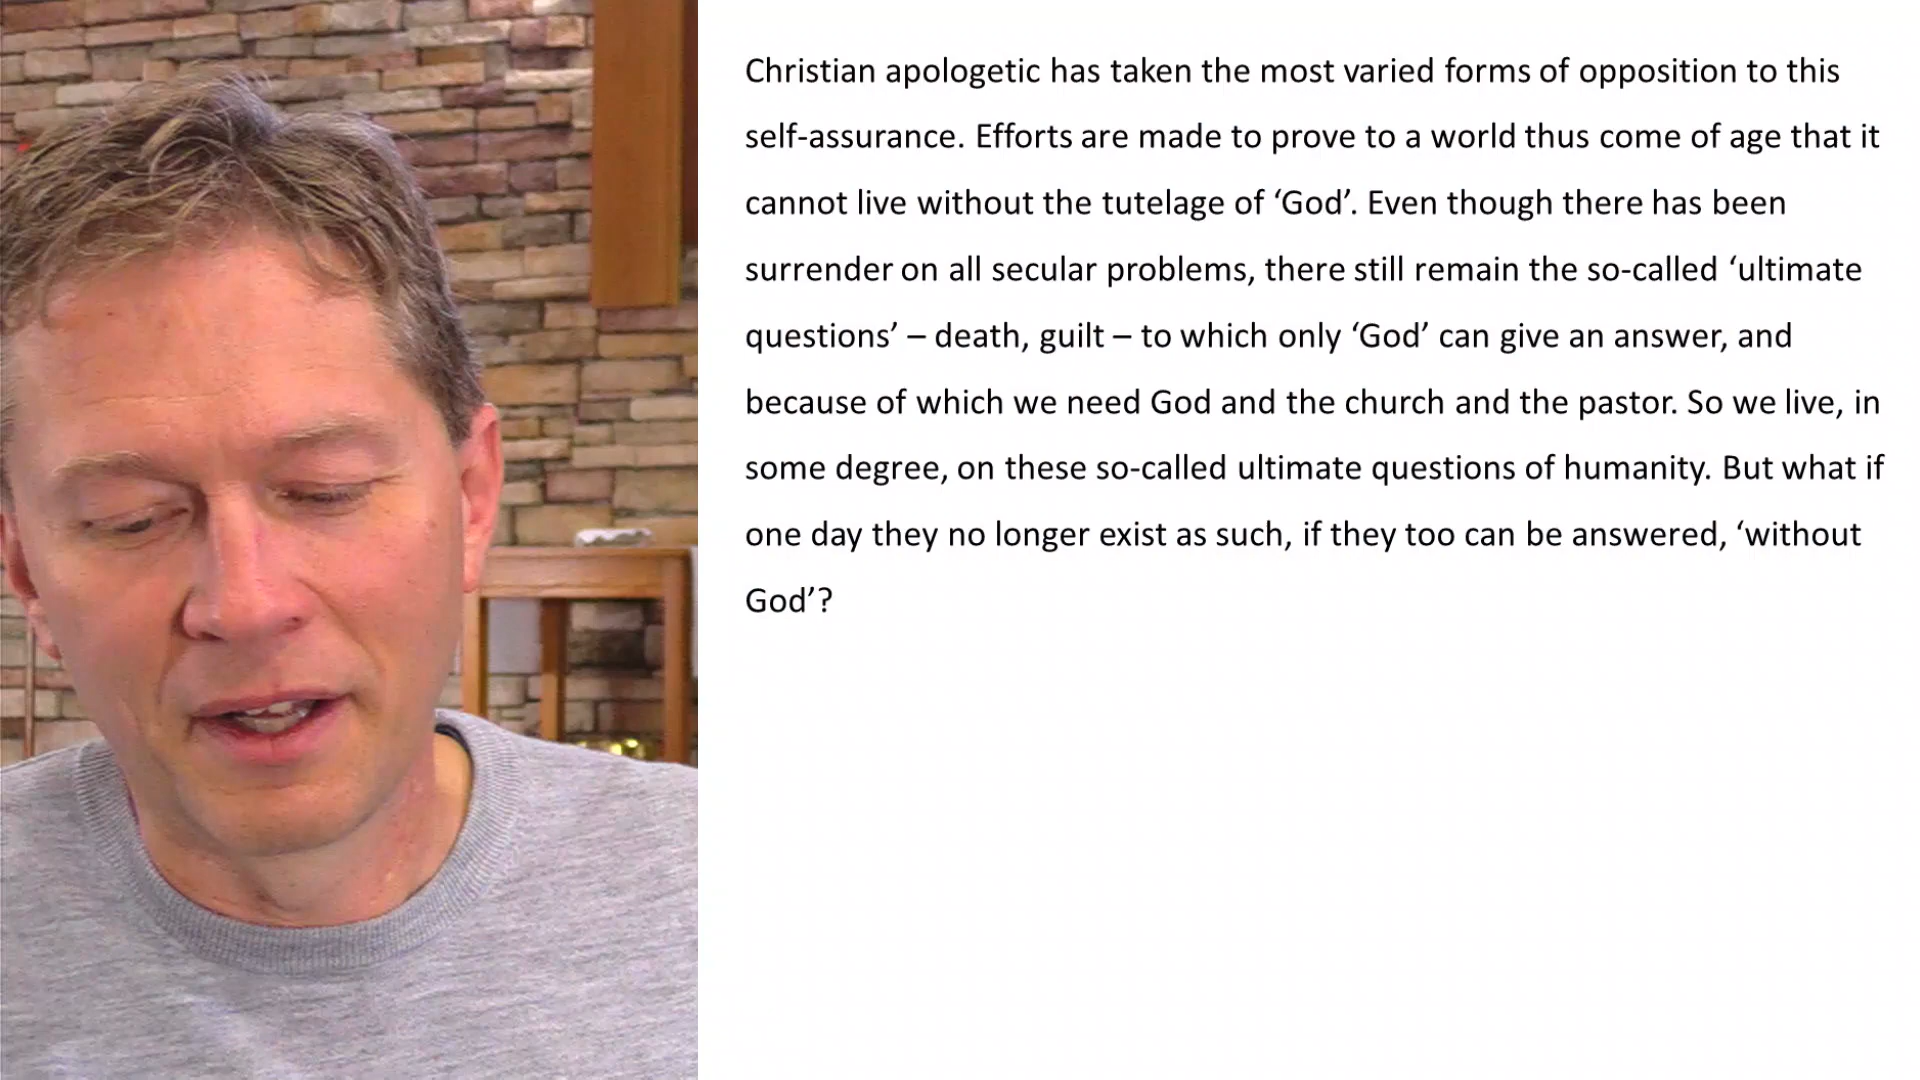 Christian apologetic has taken the most varied forms of opposition to this
self-assurance. Efforts are made to prove to a world thus come of age that it
cannot live without the tutelage of ‘God’. Even though there has been
surrender on all secular problems, there still remain the so-called ‘ultimate
questions’ – death, guilt – to which only ‘God’ can give an answer, and
because of which we need God and the church and the pastor. So we live, in
some degree, on these so-called ultimate questions of humanity. But what if
one day they no longer exist as such, if they too can be answered, ‘without
God’?